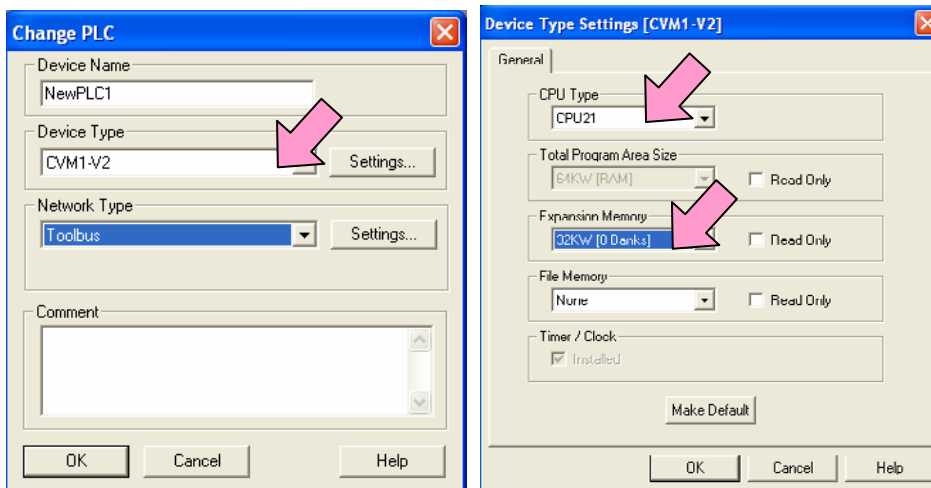 Change PLC
Device Name
NewPLC1
Device Type
CVM1-V2
Settings...
Network Type
Toolbus
Settings...
Comment
OK
Cancel
Help
Device Type Settings [CVM1-V2]
General
CPU Type
CPU21
Total Program Area Size
64KW [RAM]
Read Only
Expansion Memory
32KW [0 Banks]
Read Only
File Memory
None
Read Only
Timer / Clock
Installed
Make Default
OK
Cancel
Help